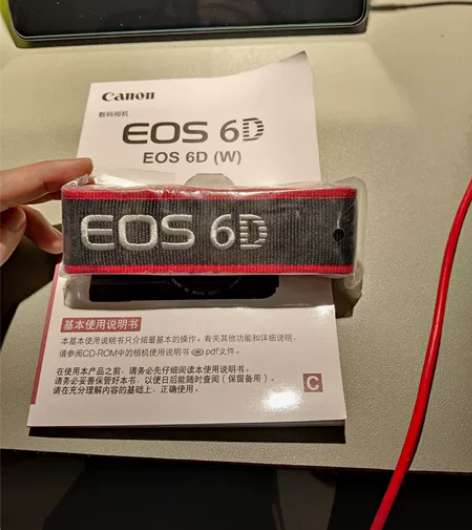 Canon
数码相机
EOS 6D
EOS 6D (W)
EOS 6D
基本使用说明书
本基本使用说明书只介绍最基本的操作。有关其他功能和详细说明，
请参阅CD-ROM中的相机使用说明书 pdf文件。
在使用本产品之前，请务必先仔细阅读本使用说明书。
请务必妥善保管好本书，以便日后能随时查阅（保留备用）。
请在充分理解内容的基础上，正确使用。
C